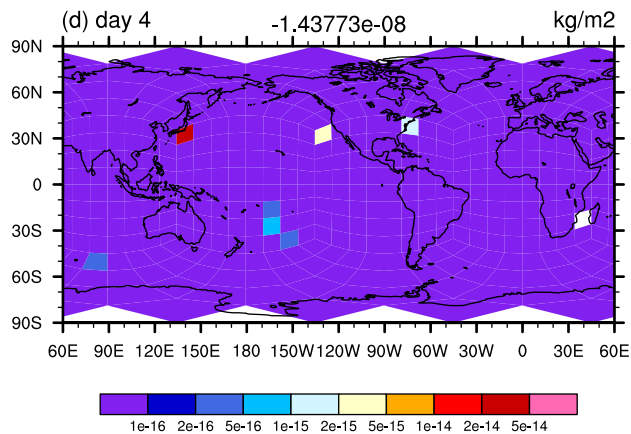 (d) day 4 -1.43773e-08 kg/m2
90N
60N
30N
0
30S
60S
90S
60E 90E 120E 150E 180 150W 120W 90W 60W 30W 0 30E 60E
1e-16 2e-16 5e-16 1e-15 2e-15 5e-15 1e-14 2e-14 5e-14